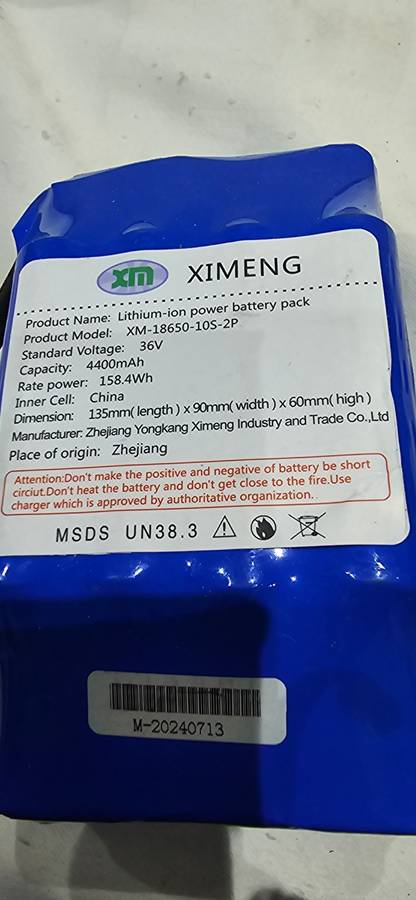 xm XIMENG
Product Name: Lithium-ion power battery pack
Product Model: XM-18650-10S-2P
Standard Voltage: 36V
Capacity: 4400mAh
Rate power: 158.4Wh
Inner Cell: China
Dimension: 135mm( length ) x 90mm( width ) x 60mm( high )
Manufacturer: Zhejiang Yongkang Ximeng Industry and Trade Co.,Ltd
Place of origin: Zhejiang
Attention:Don't make the positive and negative of battery be short
circiut.Don't heat the battery and don't get close to the fire.Use
charger which is approved by authoritative organization.
MSDS UN38.3
M-20240713